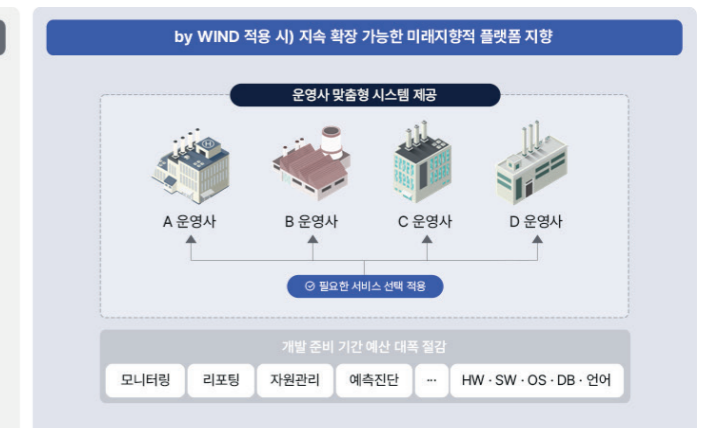 by WIND 적용 시) 지속 확장 가능한 미래지향적 플랫폼 지향
운영사 맞춤형 시스템 제공
A 운영사 B 운영사 C 운영사 D 운영사
필요한 서비스 선택 적용
개발 준비 기간 예산 대폭 절감
모니터링 리포팅 자원관리 예측진단 ... HW · SW · OS · DB · 언어